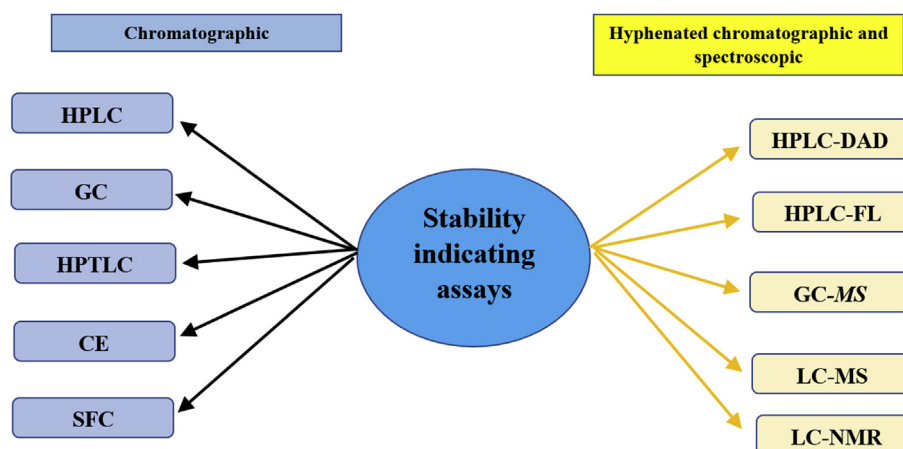 Chromatographic
Hyphenated chromatographic and
spectroscopic
HPLC
GC
HPTLC
CE
SFC
Stability
indicating
assays
HPLC-DAD
HPLC-FL
GC-MS
LC-MS
LC-NMR